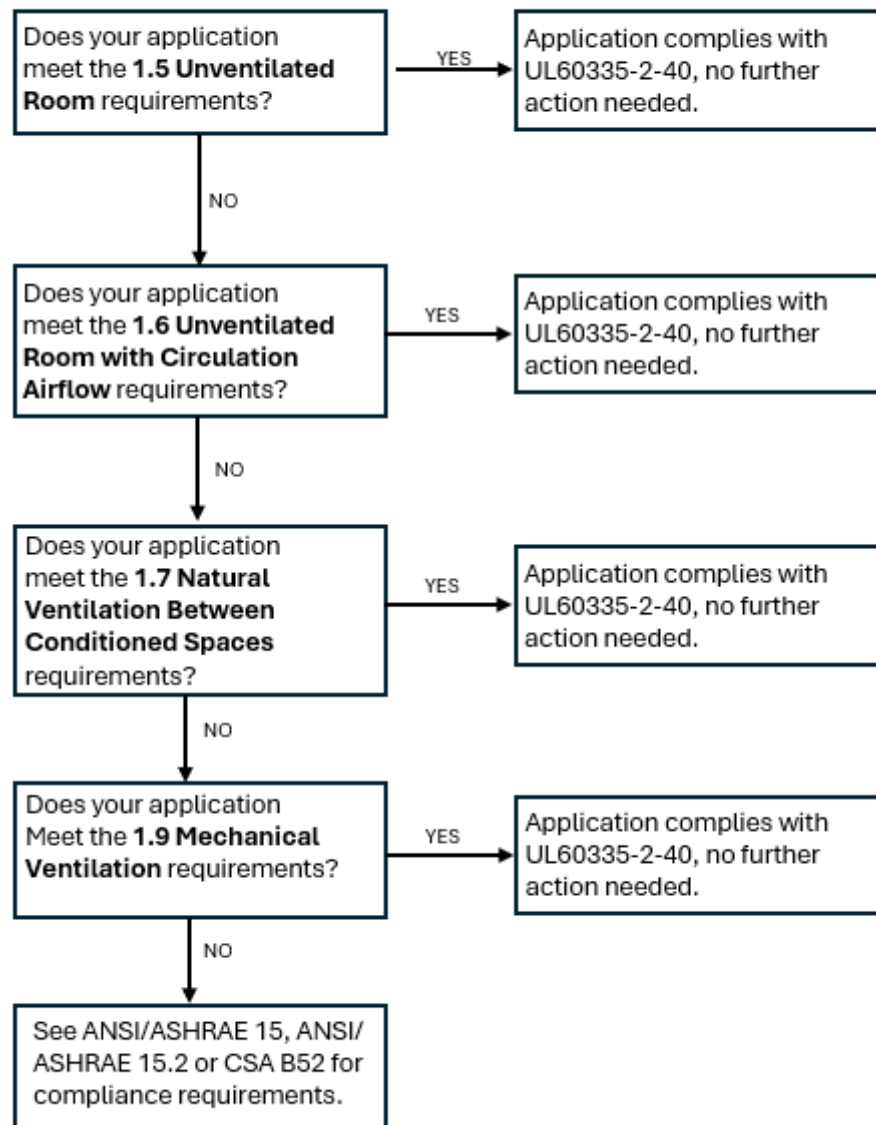 Does your application
meet the 1.5 Unventilated
Room requirements?
YES
Application complies with
UL60335-2-40, no further
action needed.
NO
Does your application
meet the 1.6 Unventilated
Room with Circulation
Airflow requirements?
YES
Application complies with
UL60335-2-40, no further
action needed.
NO
Does your application
meet the 1.7 Natural
Ventilation Between
Conditioned Spaces
requirements?
YES
Application complies with
UL60335-2-40, no further
action needed.
NO
Does your application
Meet the 1.9 Mechanical
Ventilation requirements?
YES
Application complies with
UL60335-2-40, no further
action needed.
NO
See ANSI/ASHRAE 15, ANSI/
ASHRAE 15.2 or CSA B52 for
compliance requirements.